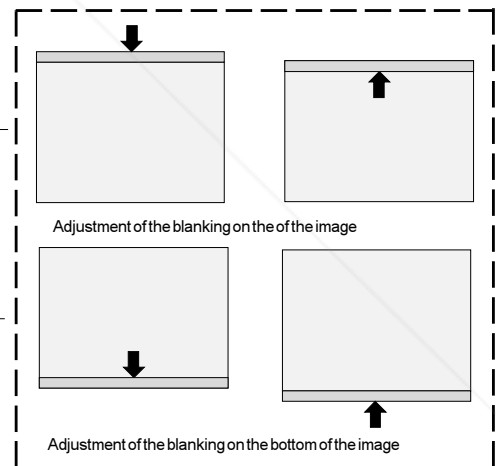 Adjustment of the blanking on the of the image
Adjustment of the blanking on the bottom of the image